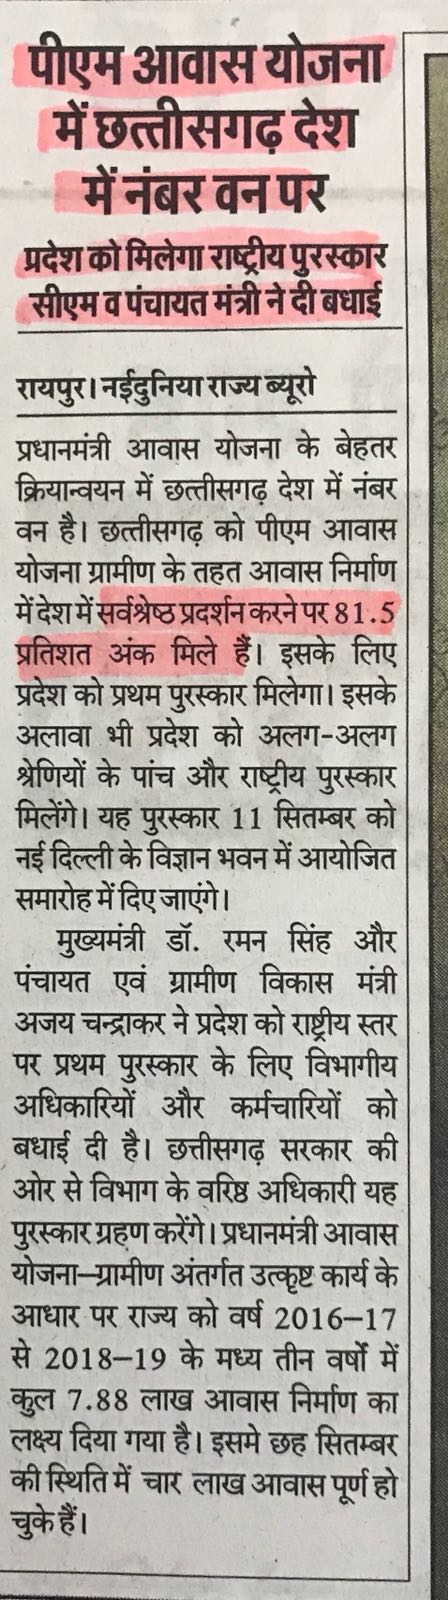 पीएम आवास योजना
में छत्तीसगढ़ देश
में नंबर वन पर
प्रदेश को मिलेगा राष्ट्रीय पुरस्कार
सीएम व पंचायत मंत्री ने दी बधाई
रायपुर। नईदुनिया राज्य ब्यूरो
प्रधानमंत्री आवास योजना के बेहतर
क्रियान्वयन में छत्तीसगढ़ देश में नंबर
वन है। छत्तीसगढ़ को पीएम आवास
योजना ग्रामीण के तहत आवास निर्माण
में देश में सर्वश्रेष्ठ प्रदर्शन करने पर 81.5
प्रतिशत अंक मिले हैं। इसके लिए
प्रदेश को प्रथम पुरस्कार मिलेगा। इसके
अलावा भी प्रदेश को अलग-अलग
श्रेणियों के पांच और राष्ट्रीय पुरस्कार
मिलेंगे। यह पुरस्कार 11 सितम्बर को
नई दिल्ली के विज्ञान भवन में आयोजित
समारोह में दिए जाएंगे।
मुख्यमंत्री डॉ. रमन सिंह और
पंचायत एवं ग्रामीण विकास मंत्री
अजय चन्द्राकर ने प्रदेश को राष्ट्रीय स्तर
पर प्रथम पुरस्कार के लिए विभागीय
अधिकारियों और कर्मचारियों को
बधाई दी है। छत्तीसगढ़ सरकार की
ओर से विभाग के वरिष्ठ अधिकारी यह
पुरस्कार ग्रहण करेंगे। प्रधानमंत्री आवास
योजना–ग्रामीण अंतर्गत उत्कृष्ट कार्य के
आधार पर राज्य को वर्ष 2016–17
से 2018–19 के मध्य तीन वर्षों में
कुल 7.88 लाख आवास निर्माण का
लक्ष्य दिया गया है। इसमे छह सितम्बर
की स्थिति में चार लाख आवास पूर्ण हो
चुके हैं।